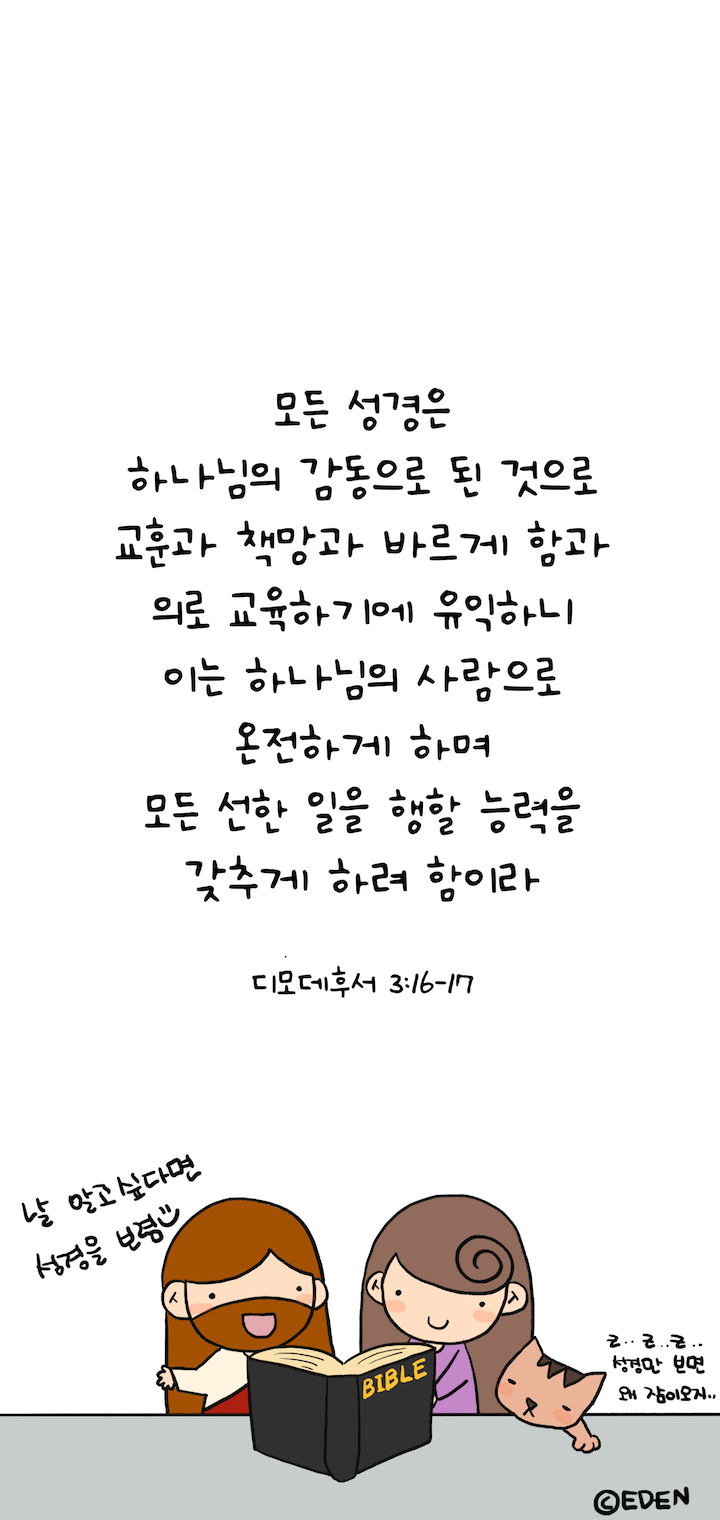 모든 성경은
하나님의 감동으로 된 것으로
교훈과 책망과 바르게 함과
의로 교육하기에 유익하니
이는 하나님의 사람으로
온전하게 하며
모든 선한 일을 행할 능력을
갖추게 하려 함이라
디모데후서 3:16-17
날 알고싶다면
성경을 보렴
BIBLE
ㄹ..ㄹ..ㄹ..
성경만 보면
왜 잠이오지..
©EDEN